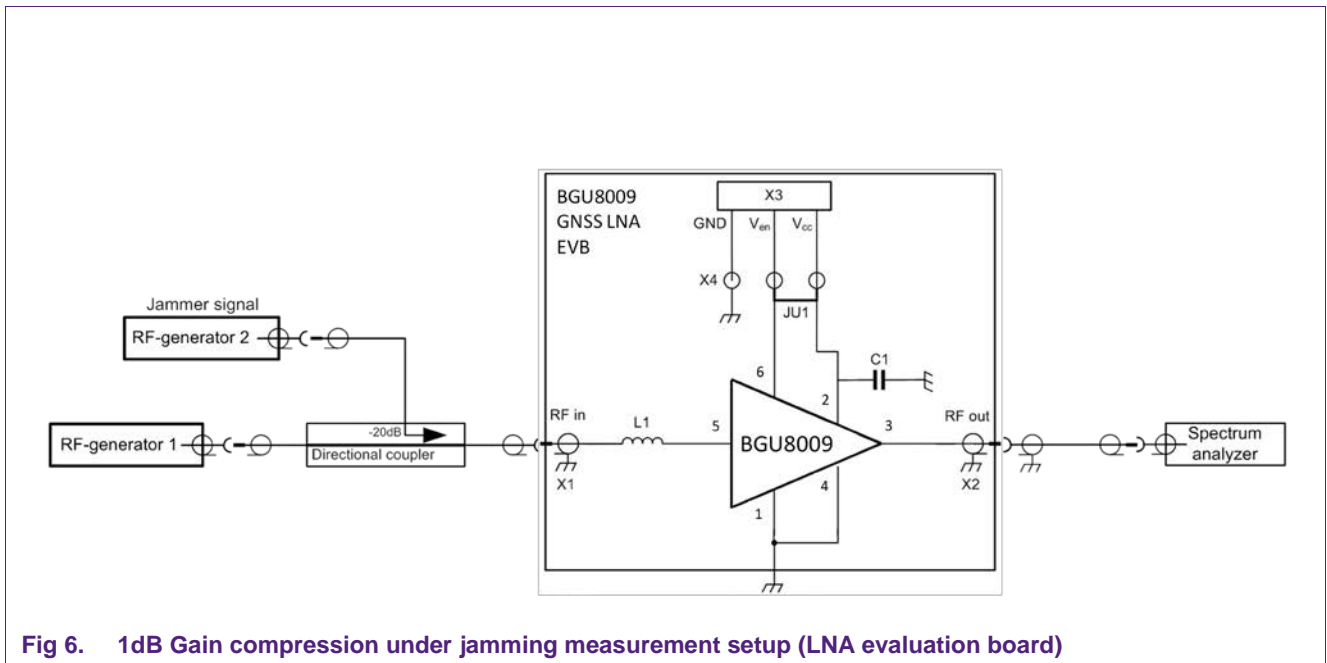 BGU8009
GNSS LNA
EVB
X3
GND
Ven
Vcc
X4
JU1
C1
Jammer signal
RF-generator 2
6
2
RF in
L1
5
BGU8009
3
RF out
RF-generator 1
-20dB
Directional coupler
X1
4
1
X2
Spectrum
analyzer
Fig 6. 1dB Gain compression under jamming measurement setup (LNA evaluation board)